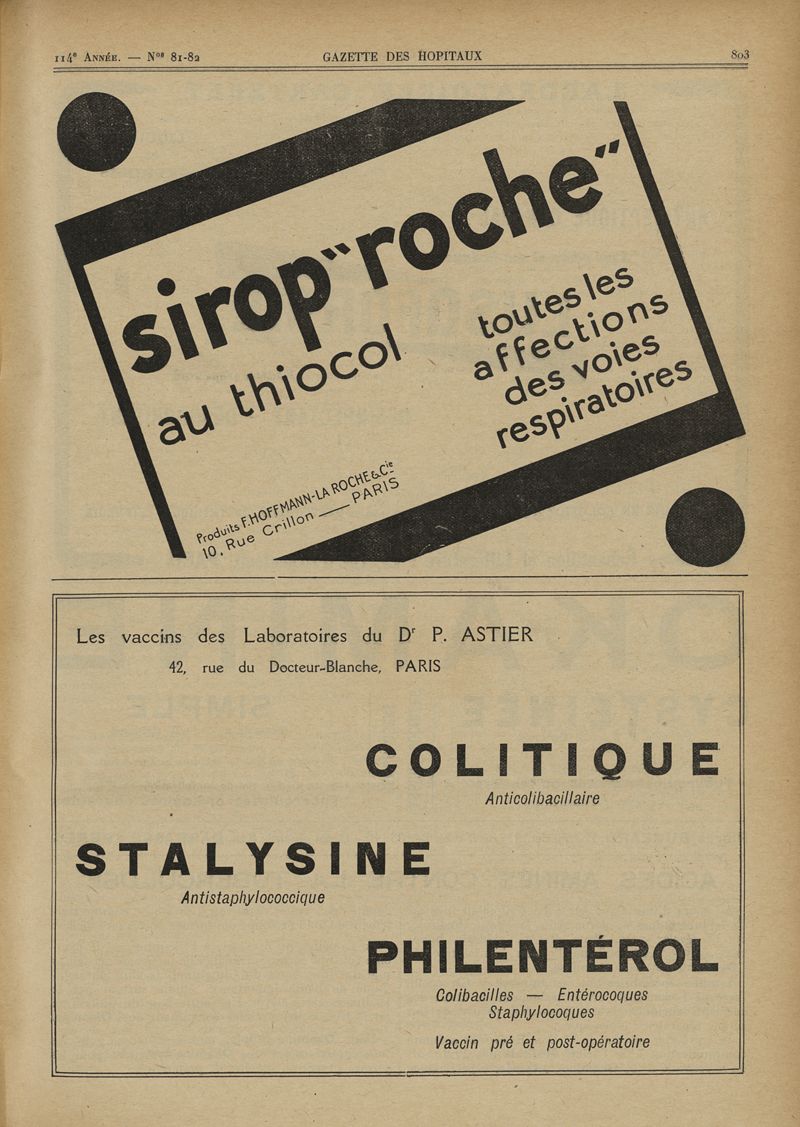 114e ANNÉE. — Nos 81-82 GAZETTE DES HOPITAUX 803
sirop "roche"
au thiocol
toutes les
affections
des voies
respiratoires
Produits F. HOFFMANN-LA ROCHE & Cie
10, Rue Crillon — PARIS
Les vaccins des Laboratoires du Dr P. ASTIER
42, rue du Docteur-Blanche, PARIS
COLITIQUE
Anticolibacillaire
STALYSINE
Antistaphylococcique
PHILENTÉROL
Colibacilles — Entérocoques
Staphylocoques
Vaccin pré et post-opératoire